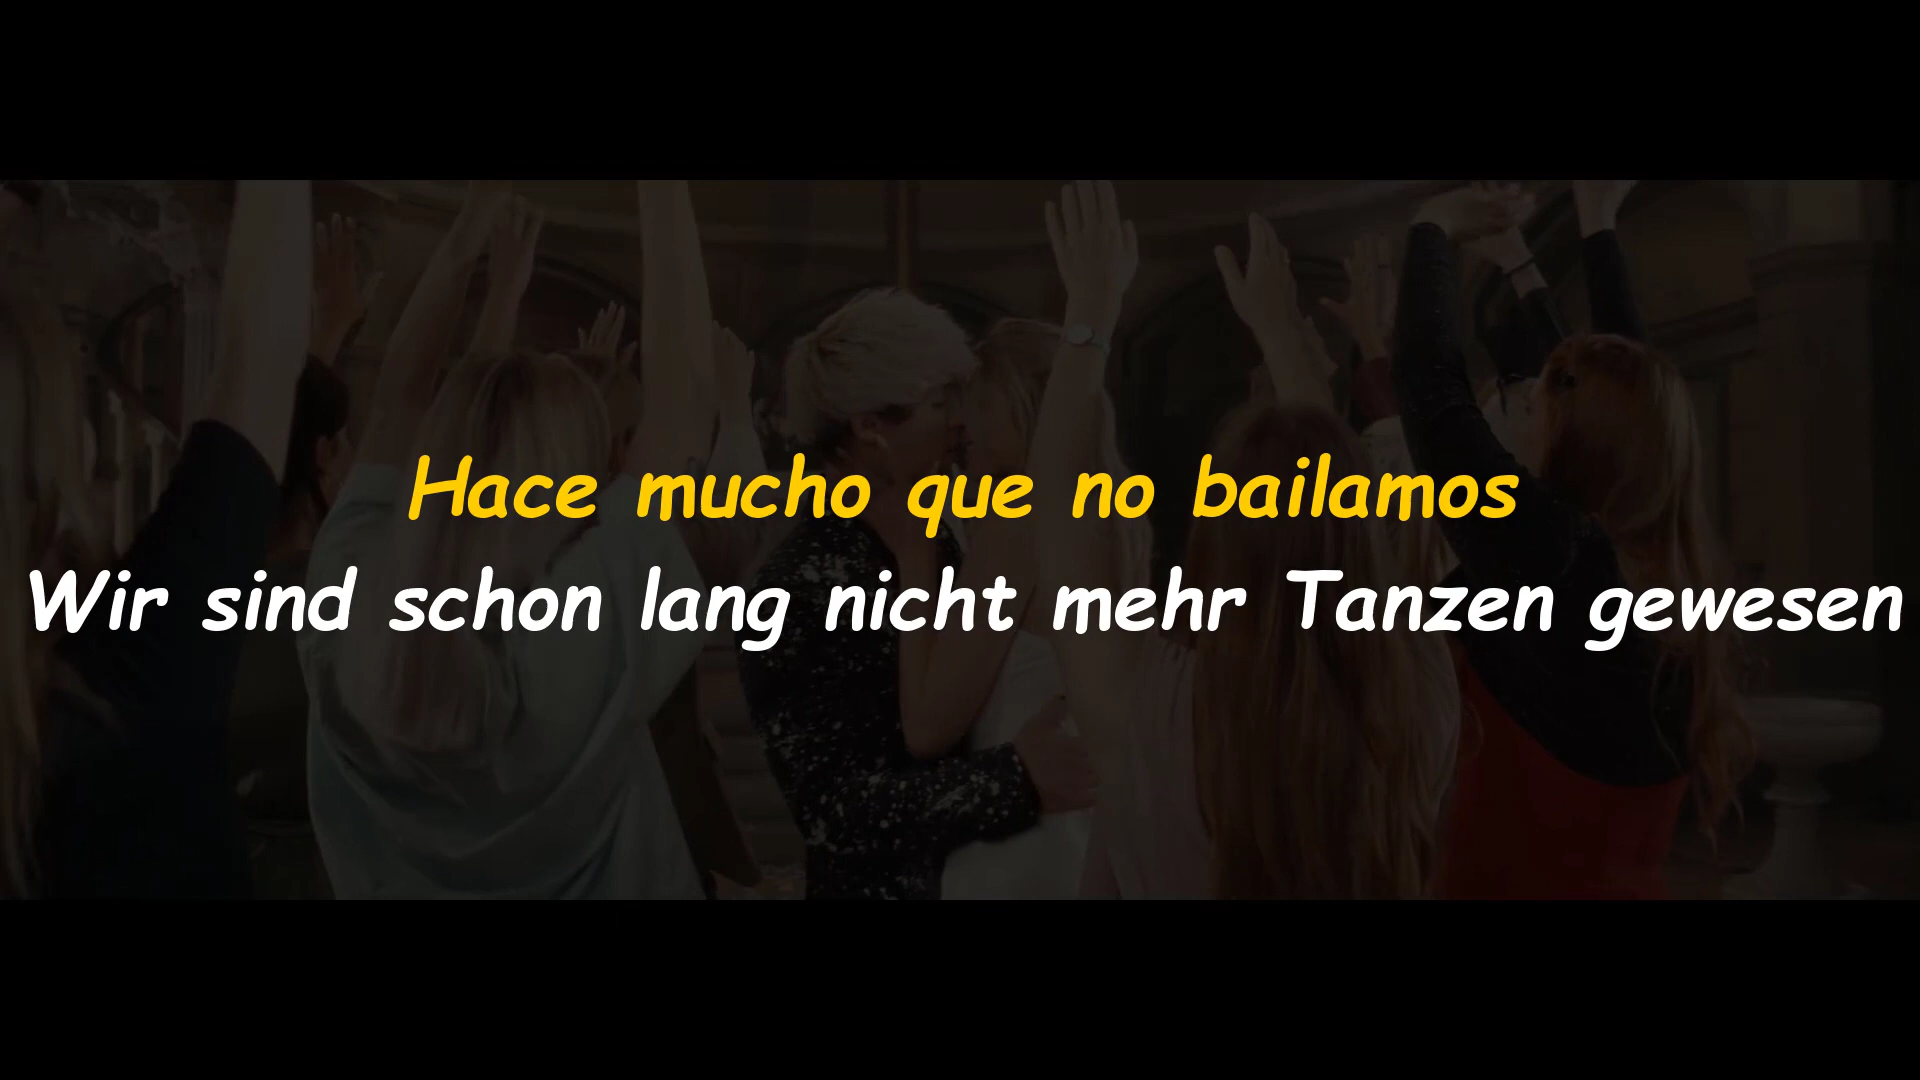 Hace mucho que no bailamos
Wir sind schon lang nicht mehr Tanzen gewesen